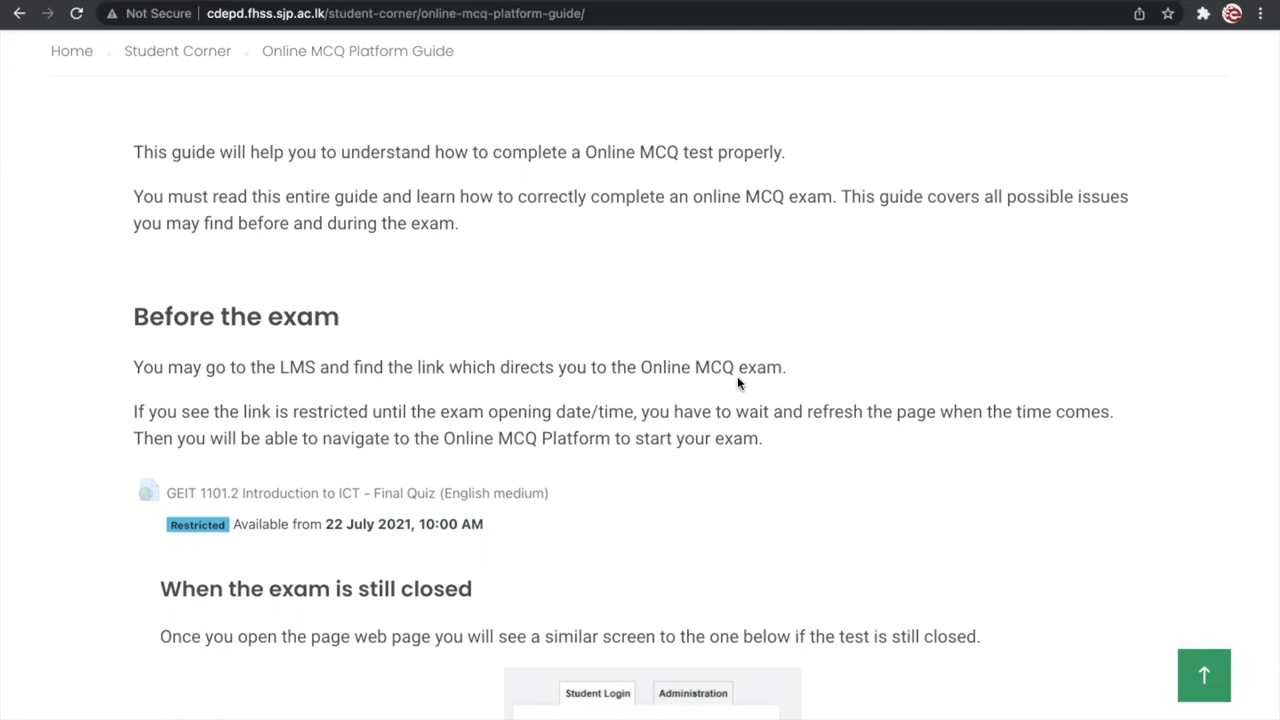 Not Secure | cdepd.fhss.sjp.ac.lk/student-corner/online-mcq-platform-guide/
Home Student Corner Online MCQ Platform Guide
This guide will help you to understand how to complete a Online MCQ test properly.
You must read this entire guide and learn how to correctly complete an online MCQ exam. This guide covers all possible issues
you may find before and during the exam.
Before the exam
You may go to the LMS and find the link which directs you to the Online MCQ exam.
If you see the link is restricted until the exam opening date/time, you have to wait and refresh the page when the time comes.
Then you will be able to navigate to the Online MCQ Platform to start your exam.
GEIT 1101.2 Introduction to ICT - Final Quiz (English medium)
Restricted Available from 22 July 2021, 10:00 AM
When the exam is still closed
Once you open the page web page you will see a similar screen to the one below if the test is still closed.
Student Login Administration